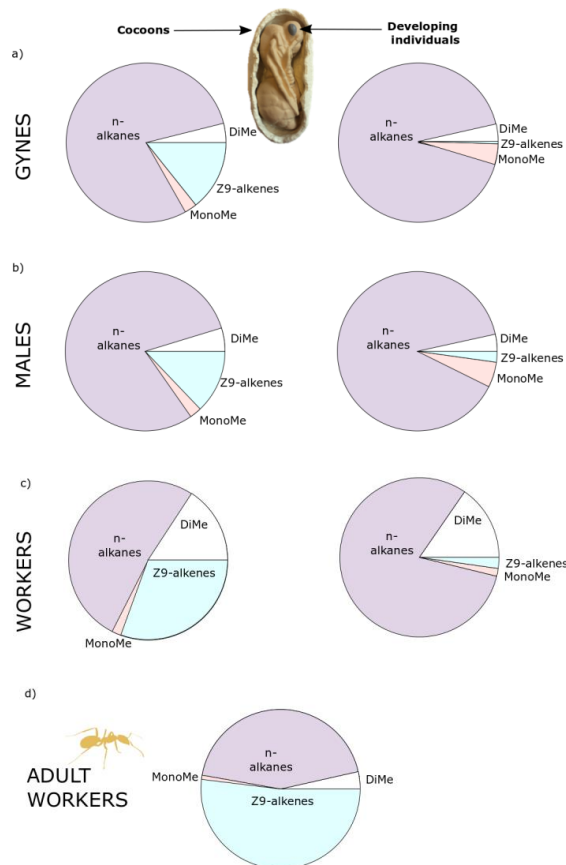 Cocoons
Developing
individuals
a)
GYNES
n-
alkanes
DiMe
Z9-alkenes
MonoMe
n-
alkanes
DiMe
Z9-alkenes
MonoMe
b)
MALES
n-
alkanes
DiMe
Z9-alkenes
MonoMe
n-
alkanes
DiMe
Z9-alkenes
MonoMe
c)
WORKERS
n-
alkanes
DiMe
Z9-alkenes
MonoMe
n-
alkanes
DiMe
Z9-alkenes
MonoMe
d)
ADULT
WORKERS
n-
alkanes
MonoMe
DiMe
Z9-alkenes